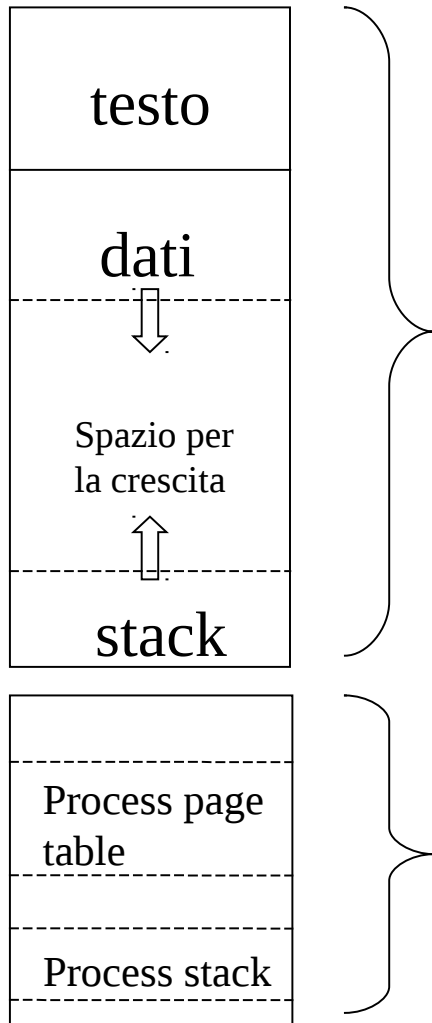 testo
dati
Spazio per
la crescita
stack
Process page
table
Process stack